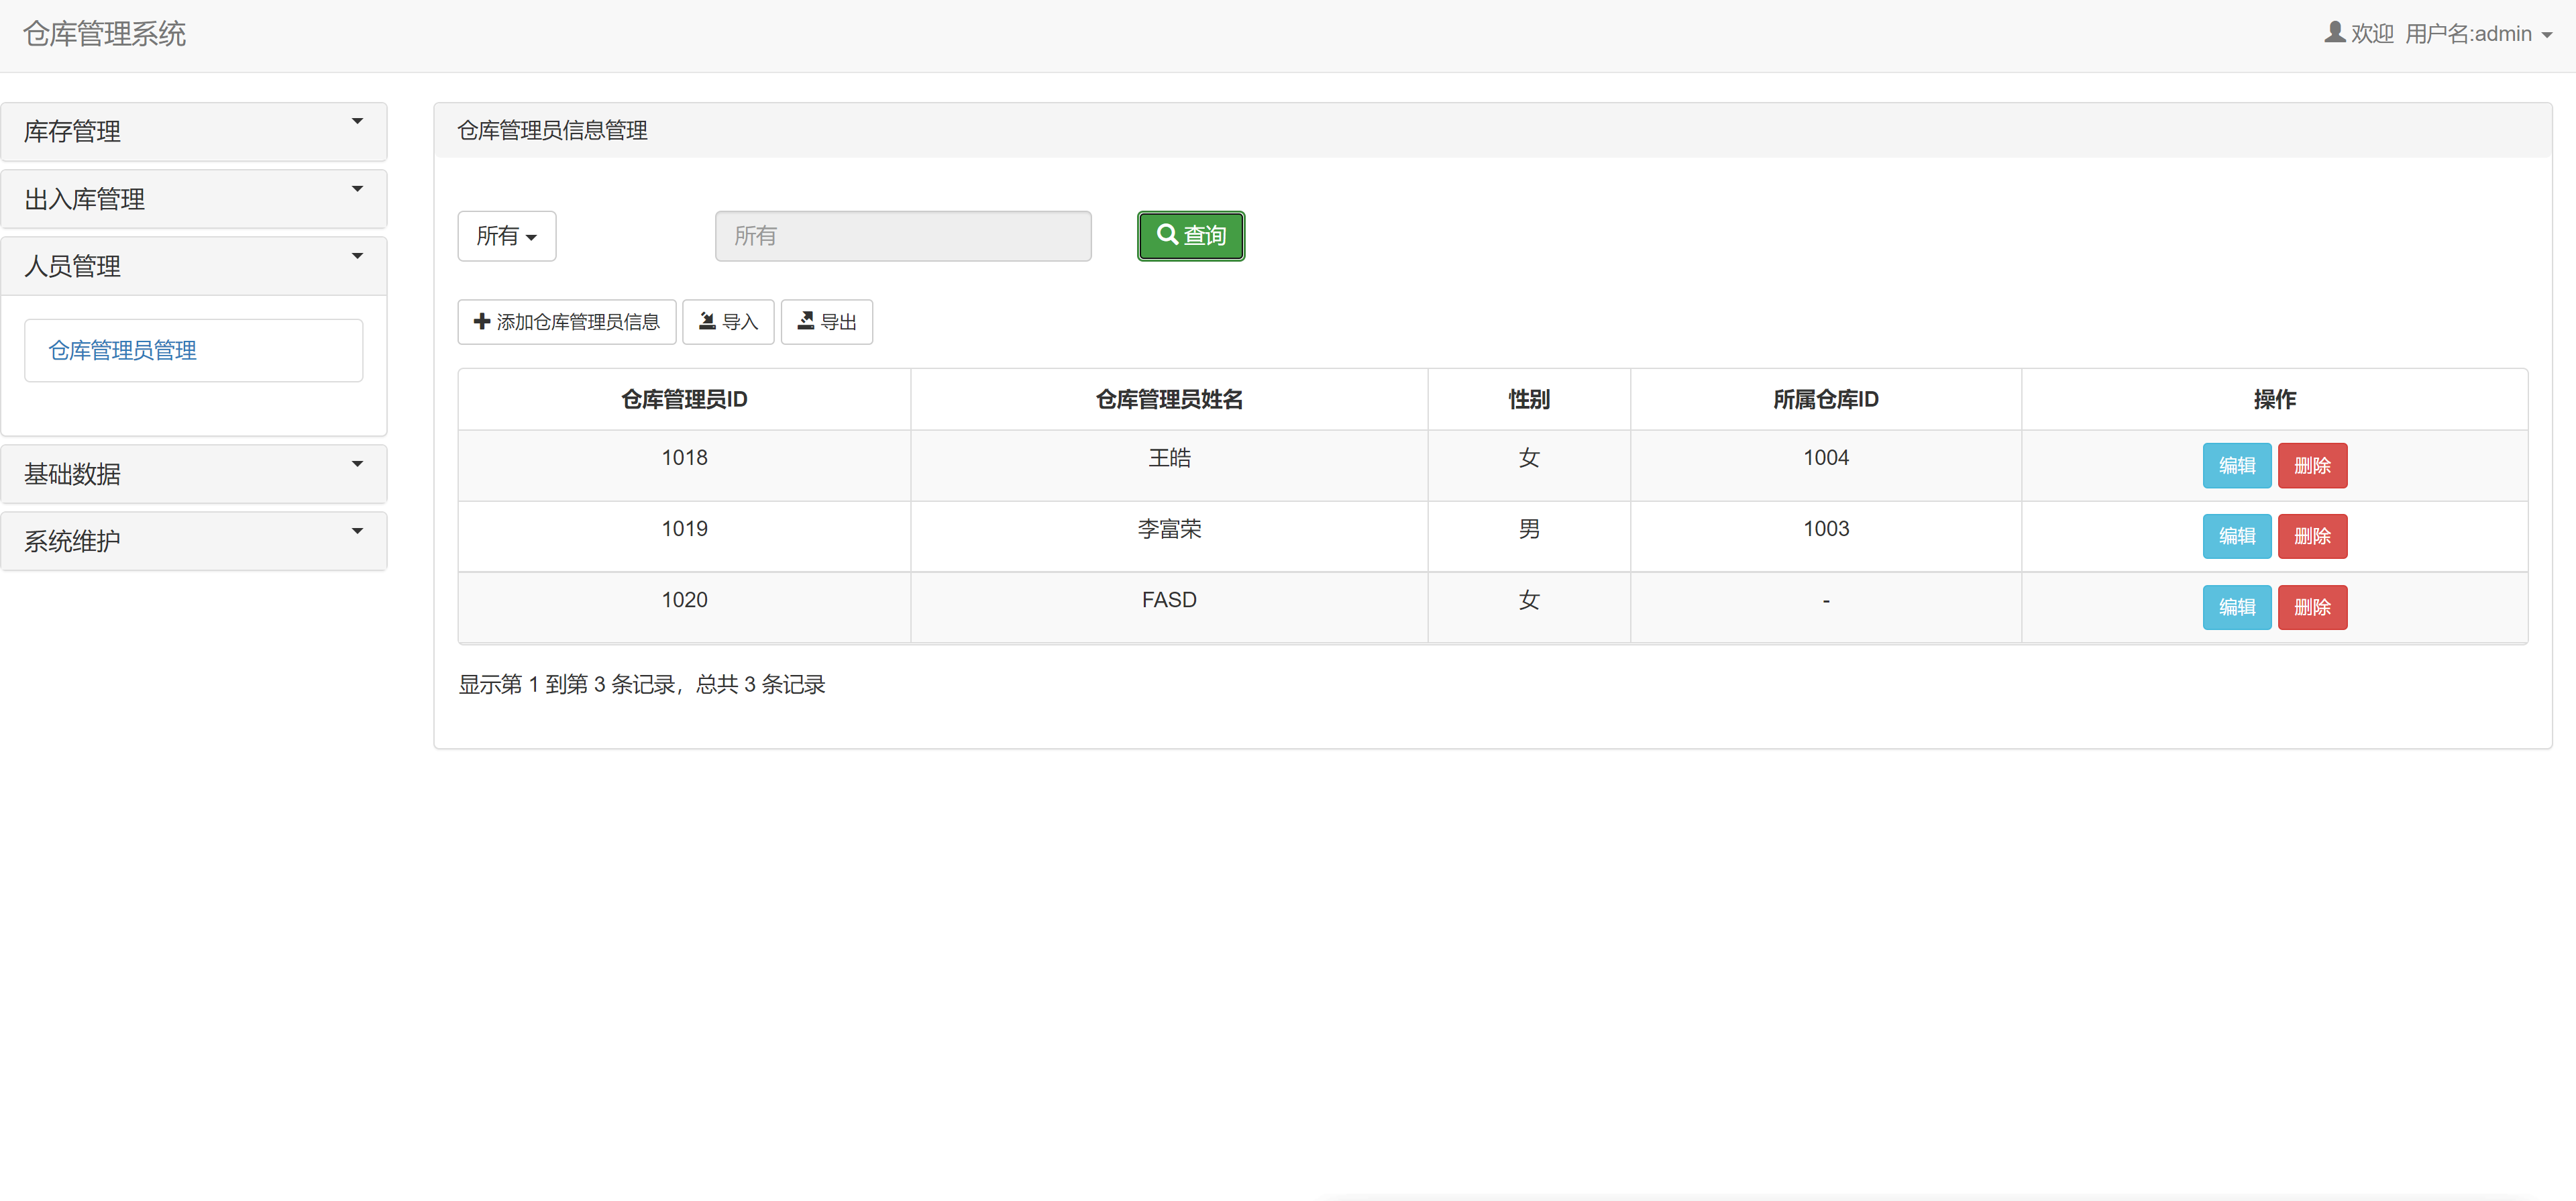 仓库管理系统
欢迎 用户名:admin
库存管理
出入库管理
人员管理
仓库管理员管理
基础数据
系统维护
仓库管理员信息管理
所有 所有 查询
添加仓库管理员信息 导入 导出
仓库管理员ID 仓库管理员姓名 性别 所属仓库ID 操作
1018 王皓 女 1004 编辑 删除
1019 李富荣 男 1003 编辑 删除
1020 FASD 女 - 编辑 删除
显示第 1 到第 3 条记录，总共 3 条记录